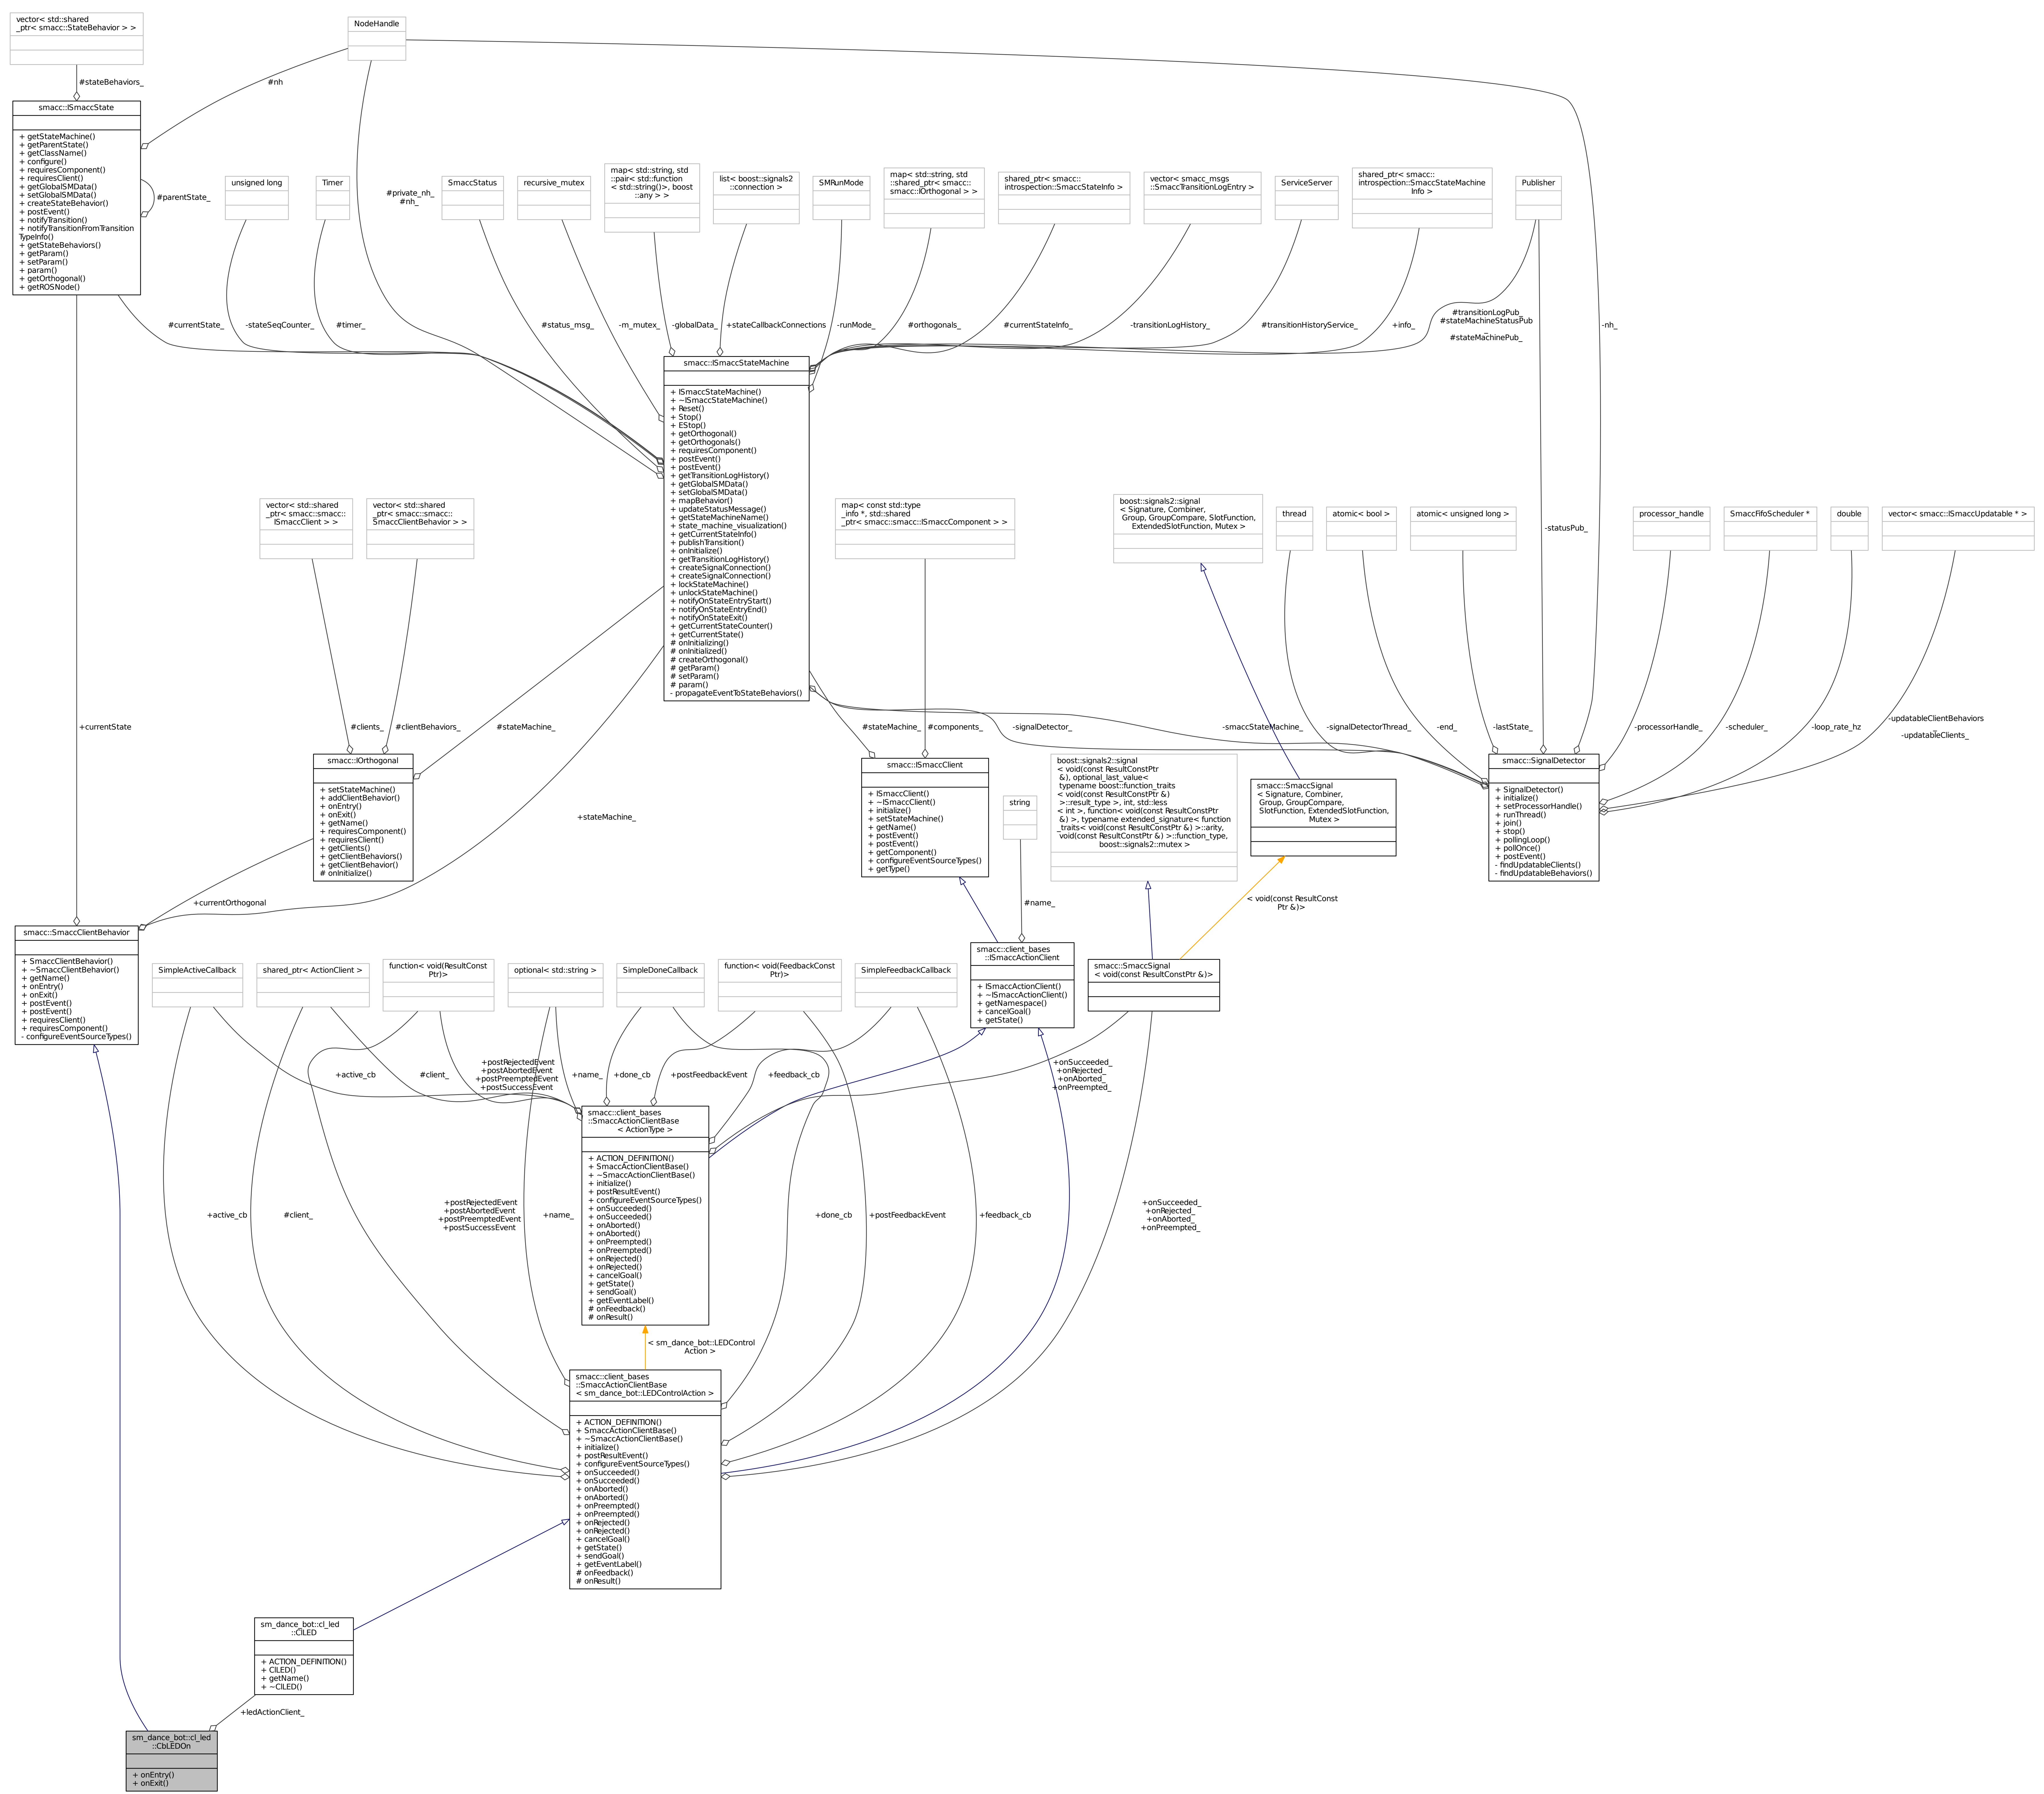 vector< std::shared
_ptr< smacc::StateBehavior > >
NodeHandle
#stateBehaviors_
#nh
smacc::ISmaccState
+ getStateMachine()
+ getParentState()
+ getClassName()
+ configure()
+ requiresComponent()
+ requiresClient()
+ getGlobalSMData()
+ setGlobalSMData()
+ createStateBehavior()
+ postEvent()
+ notifyTransition()
+ notifyTransitionFromTransition
TypeInfo()
+ getStateBehaviors()
+ getParam()
+ setParam()
+ param()
+ getOrthogonal()
+ getROSNode()
#parentState_
unsigned long
Timer
#private_nh_
#nh_
SmaccStatus
recursive_mutex
map< std::string, std
::pair< std::function
< std::string()>, boost
::any > >
list< boost::signals2
::connection >
SMRunMode
map< std::string, std
::shared_ptr< smacc::
smacc::IOrthogonal > >
shared_ptr< smacc::
introspection::SmaccStateInfo >
vector< smacc_msgs
::SmaccTransitionLogEntry >
ServiceServer
shared_ptr< smacc::
introspection::SmaccStateMachine
Info >
Publisher
#currentState_
-stateSeqCounter_
#timer_
#status_msg_
-m_mutex_
-globalData_
+stateCallbackConnections
-runMode_
#orthogonals_
#currentStateInfo_
-transitionLogHistory_
#transitionHistoryService_
+info_
#transitionLogPub_
#stateMachineStatusPub
_
#stateMachinePub_
-nh_
smacc::ISmaccStateMachine
+ ISmaccStateMachine()
+ ~ISmaccStateMachine()
+ Reset()
+ Stop()
+ EStop()
+ getOrthogonal()
+ getOrthogonals()
+ requiresComponent()
+ postEvent()
+ postEvent()
+ getTransitionLogHistory()
+ getGlobalSMData()
+ setGlobalSMData()
+ mapBehavior()
+ updateStatusMessage()
+ getStateMachineName()
+ state_machine_visualization()
+ getCurrentStateInfo()
+ publishTransition()
+ onInitialize()
+ getTransitionLogHistory()
+ createSignalConnection()
+ createSignalConnection()
+ lockStateMachine()
+ unlockStateMachine()
+ notifyOnStateEntryStart()
+ notifyOnStateEntryEnd()
+ notifyOnStateExit()
+ getCurrentStateCounter()
+ getCurrentState()
# onInitializing()
# onInitialized()
# createOrthogonal()
# getParam()
# setParam()
# param()
- propagateEventToStateBehaviors()
vector< std::shared
_ptr< smacc::smacc::
ISmaccClient > >
vector< std::shared
_ptr< smacc::smacc::
SmaccClientBehavior > >
map< const std::type
_info *, std::shared
_ptr< smacc::smacc::ISmaccComponent > >
boost::signals2::signal
< Signature, Combiner,
Group, GroupCompare, SlotFunction,
ExtendedSlotFunction, Mutex >
thread
atomic< bool >
atomic< unsigned long >
-statusPub_
processor_handle
SmaccFifoScheduler *
double
vector< smacc::ISmaccUpdatable * >
+currentState
#clients_
#clientBehaviors_
#stateMachine_
#stateMachine_
#components_
-signalDetector_
-smaccStateMachine_
-signalDetectorThread_
-end_
-lastState_
-processorHandle_
-scheduler_
-loop_rate_hz
-updatableClientBehaviors
_
-updatableClients_
smacc::IOrthogonal
+ setStateMachine()
+ addClientBehavior()
+ onEntry()
+ onExit()
+ getName()
+ requiresComponent()
+ requiresClient()
+ getClients()
+ getClientBehaviors()
+ getClientBehavior()
# onInitialize()
+stateMachine_
smacc::ISmaccClient
+ ISmaccClient()
+ ~ISmaccClient()
+ initialize()
+ setStateMachine()
+ getName()
+ postEvent()
+ postEvent()
+ getComponent()
+ configureEventSourceTypes()
+ getType()
string
boost::signals2::signal
< void(const ResultConstPtr
&), optional_last_value<
typename boost::function_traits
< void(const ResultConstPtr &)
>::result_type >, int, std::less
< int >, function< void(const ResultConstPtr
&) >, typename extended_signature< function
_traits< void(const ResultConstPtr &) >::arity,
void(const ResultConstPtr &) >::function_type,
boost::signals2::mutex >
smacc::SmaccSignal
< Signature, Combiner,
Group, GroupCompare,
SlotFunction, ExtendedSlotFunction,
Mutex >
smacc::SignalDetector
+ SignalDetector()
+ initialize()
+ setProcessorHandle()
+ runThread()
+ join()
+ stop()
+ pollingLoop()
+ pollOnce()
+ postEvent()
- findUpdatableClients()
- findUpdatableBehaviors()
+currentOrthogonal
#name_
< void(const ResultConst
Ptr &)>
smacc::SmaccClientBehavior
+ SmaccClientBehavior()
+ ~SmaccClientBehavior()
+ getName()
+ onEntry()
+ onExit()
+ postEvent()
+ postEvent()
+ requiresClient()
+ requiresComponent()
- configureEventSourceTypes()
SimpleActiveCallback
shared_ptr< ActionClient >
function< void(ResultConst
Ptr)>
optional< std::string >
SimpleDoneCallback
function< void(FeedbackConst
Ptr)>
SimpleFeedbackCallback
smacc::client_bases
::ISmaccActionClient
+ ISmaccActionClient()
+ ~ISmaccActionClient()
+ getNamespace()
+ cancelGoal()
+ getState()
smacc::SmaccSignal
< void(const ResultConstPtr &)>
+active_cb
#client_
+postRejectedEvent
+postAbortedEvent
+postPreemptedEvent
+postSuccessEvent
+name_
+done_cb
+postFeedbackEvent
+feedback_cb
+onSucceeded_
+onRejected_
+onAborted_
+onPreempted_
smacc::client_bases
::SmaccActionClientBase
< ActionType >
+ ACTION_DEFINITION()
+ SmaccActionClientBase()
+ ~SmaccActionClientBase()
+ initialize()
+ postResultEvent()
+ configureEventSourceTypes()
+ onSucceeded()
+ onSucceeded()
+ onAborted()
+ onAborted()
+ onPreempted()
+ onPreempted()
+ onRejected()
+ onRejected()
+ cancelGoal()
+ getState()
+ sendGoal()
+ getEventLabel()
# onFeedback()
# onResult()
+active_cb
#client_
+postRejectedEvent
+postAbortedEvent
+postPreemptedEvent
+postSuccessEvent
+name_
+done_cb
+postFeedbackEvent
+feedback_cb
+onSucceeded_
+onRejected_
+onAborted_
+onPreempted_
< sm_dance_bot::LEDControl
Action >
smacc::client_bases
::SmaccActionClientBase
< sm_dance_bot::LEDControlAction >
+ ACTION_DEFINITION()
+ SmaccActionClientBase()
+ ~SmaccActionClientBase()
+ initialize()
+ postResultEvent()
+ configureEventSourceTypes()
+ onSucceeded()
+ onSucceeded()
+ onAborted()
+ onAborted()
+ onPreempted()
+ onPreempted()
+ onRejected()
+ onRejected()
+ cancelGoal()
+ getState()
+ sendGoal()
+ getEventLabel()
# onFeedback()
# onResult()
sm_dance_bot::cl_led
::ClLED
+ ACTION_DEFINITION()
+ ClLED()
+ getName()
+ ~ClLED()
+ledActionClient_
sm_dance_bot::cl_led
::CbLEDOn
+ onEntry()
+ onExit()